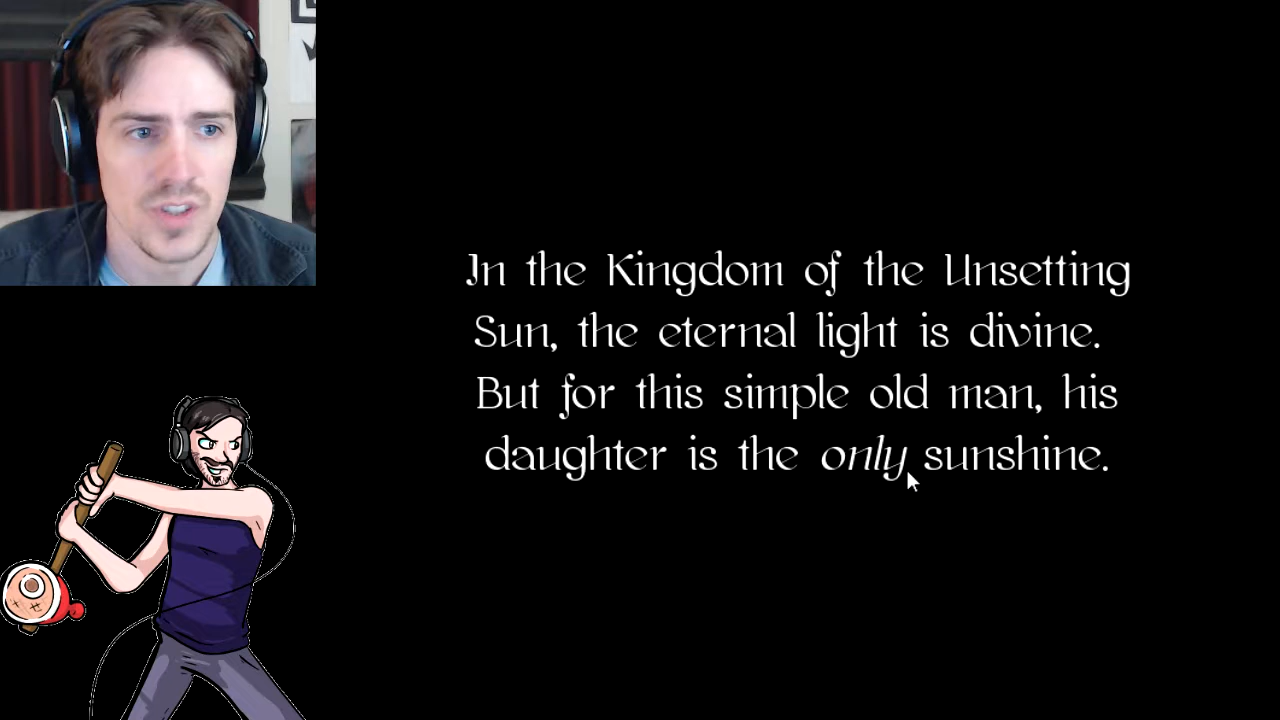 In the Kingdom of the Unsetting
Sun, the eternal light is divine.
But for this simple old man, his
daughter is the only sunshine.